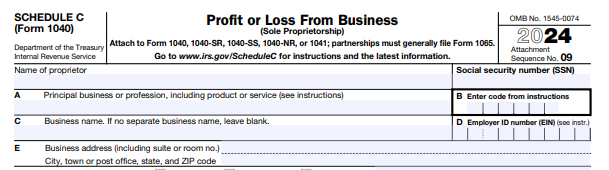 SCHEDULE C
(Form 1040)
Department of the Treasury
Internal Revenue Service
Profit or Loss From Business
(Sole Proprietorship)
Attach to Form 1040, 1040-SR, 1040-SS, 1040-NR, or 1041; partnerships must generally file Form 1065.
Go to www.irs.gov/ScheduleC for instructions and the latest information.
OMB No. 1545-0074
2024
Attachment
Sequence No. 09
Name of proprietor
Social security number (SSN)
A Principal business or profession, including product or service (see instructions)
B Enter code from instructions
C Business name. If no separate business name, leave blank.
D Employer ID number (EIN) (see instr.)
E Business address (including suite or room no.)
City, town or post office, state, and ZIP code